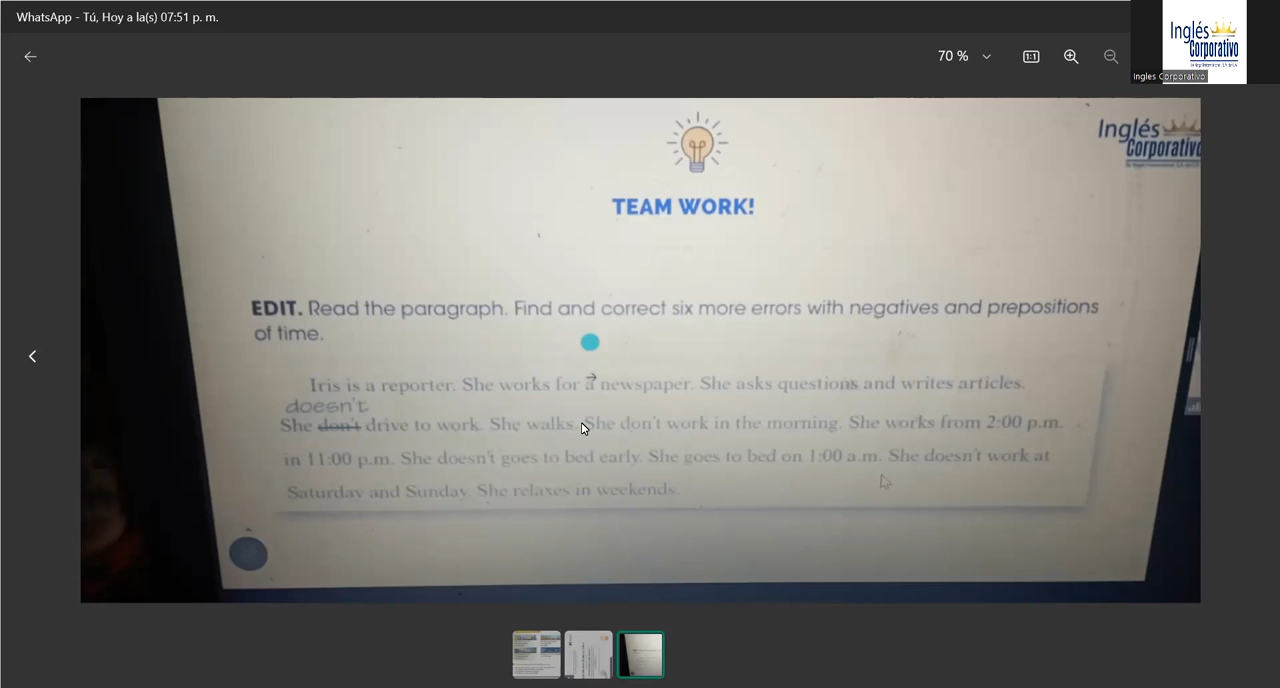 WhatsApp - Tú, Hoy a la(s) 07:51 p. m.
70 %
1:1
Inglés
Corporativo
Ingles Corporativo
Inglés
Corporativo
TEAM WORK!
EDIT. Read the paragraph. Find and correct six more errors with negatives and prepositions
of time.
Iris is a reporter. She works for a newspaper. She asks questions and writes articles.
doesn't
She don't drive to work. She walks. She don't work in the morning. She works from 2:00 p.m.
in 11:00 p.m. She doesn't goes to bed early. She goes to bed on 1:00 a.m. She doesn't work at
Saturday and Sunday. She relaxes in weekends.